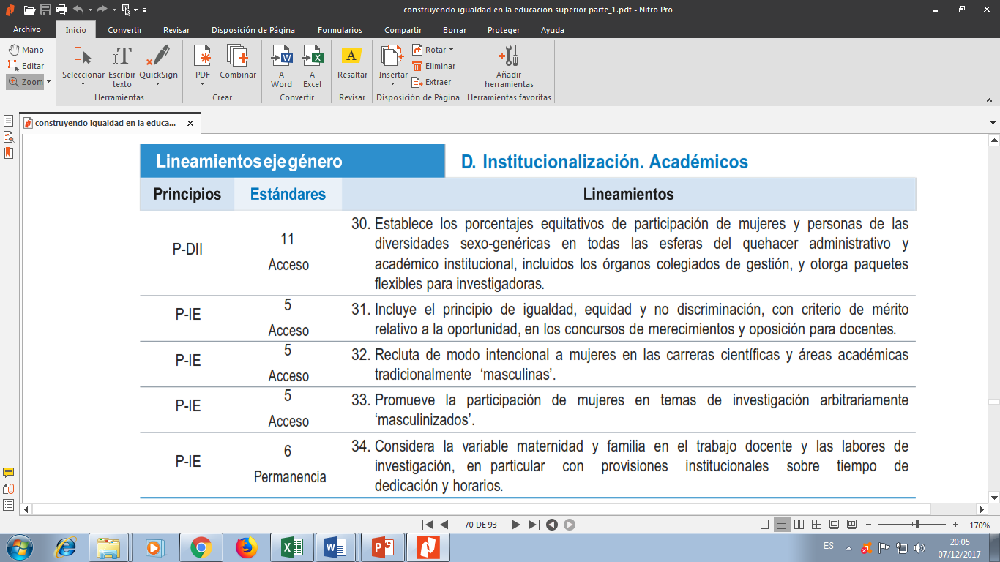 construyendo igualdad en la educacion superior parte_1.pdf - Nitro Pro
Archivo Inicio Convertir Revisar Disposición de Página Formularios Compartir Borrar Proteger Ayuda
Mano
Editar
Zoom
Seleccionar
Escribir texto
QuickSign
Herramientas
PDF
Combinar
Crear
A Word
A Excel
Convertir
Resaltar
Revisar
Insertar
Rotar
Eliminar
Extraer
Disposición de Página
Añadir herramientas
Herramientas favoritas
construyendo igualdad en la educa...
Lineamientos eje género
D. Institucionalización. Académicos
Principios Estándares Lineamientos
P-DII
11
Acceso
30. Establece los porcentajes equitativos de participación de mujeres y personas de las
diversidades sexo-genéricas en todas las esferas del quehacer administrativo y
académico institucional, incluidos los órganos colegiados de gestión, y otorga paquetes
flexibles para investigadoras.
P-IE
5
Acceso
31. Incluye el principio de igualdad, equidad y no discriminación, con criterio de mérito
relativo a la oportunidad, en los concursos de merecimientos y oposición para docentes.
P-IE
5
Acceso
32. Recluta de modo intencional a mujeres en las carreras científicas y áreas académicas
tradicionalmente ‘masculinas’.
P-IE
5
Acceso
33. Promueve la participación de mujeres en temas de investigación arbitrariamente
‘masculinizados’.
P-IE
6
Permanencia
34. Considera la variable maternidad y familia en el trabajo docente y las labores de
investigación, en particular con provisiones institucionales sobre tiempo de
dedicación y horarios.
70 DE 93
170%
ES
20:05
07/12/2017